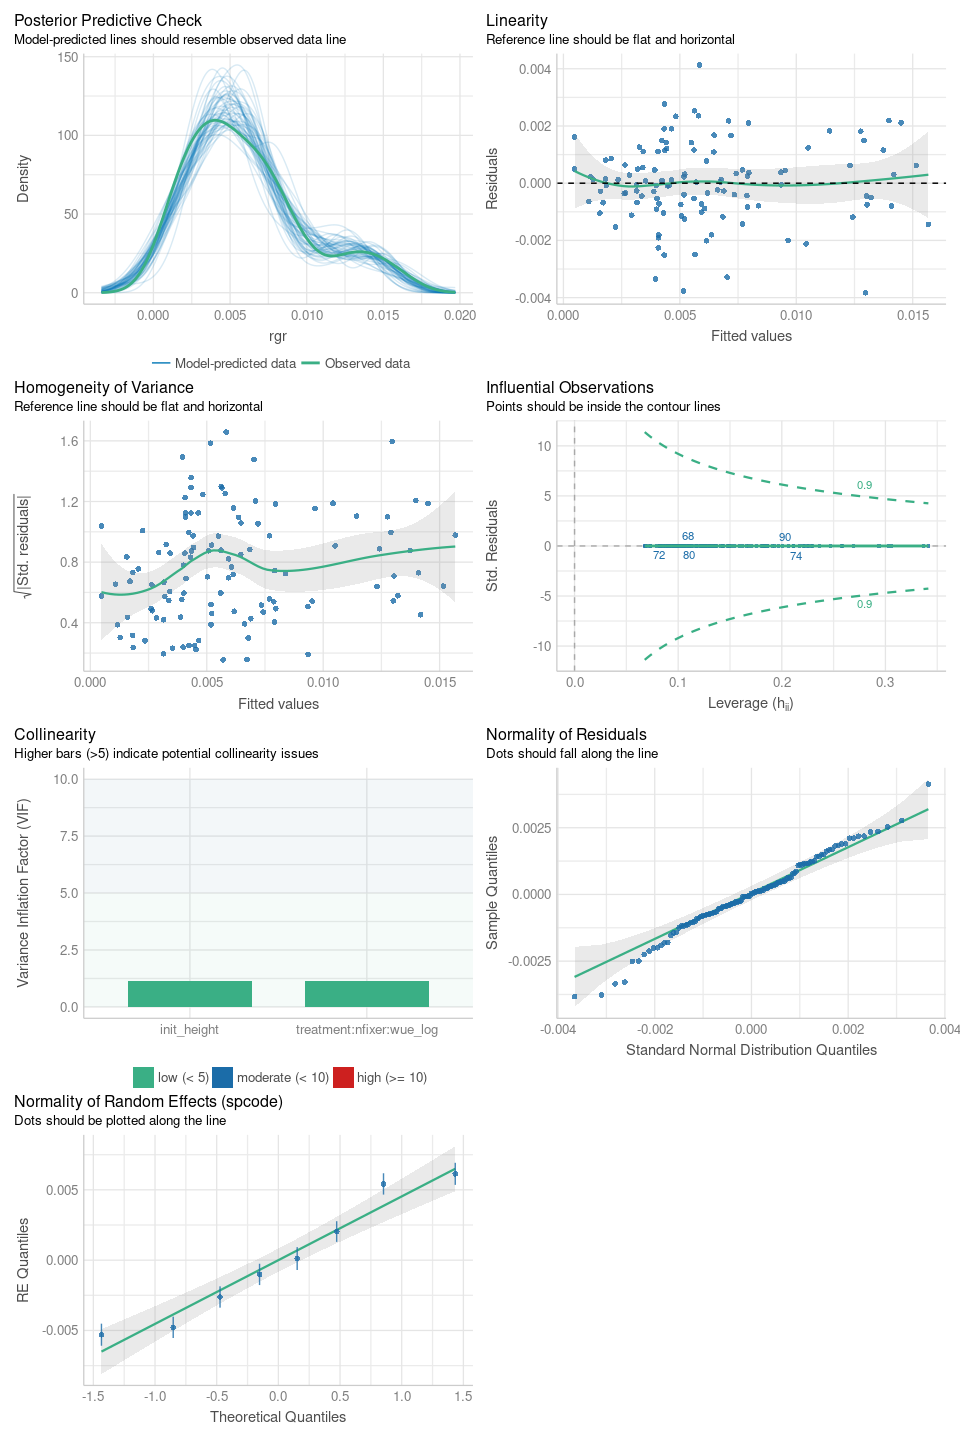 Posterior Predictive Check
Model-predicted lines should resemble observed data line
150
100
50
0
Density
0.000 0.005 0.010 0.015 0.020
rgr
Model-predicted data Observed data
Linearity
Reference line should be flat and horizontal
0.004
0.002
0.000
-0.002
-0.004
Residuals
0.000 0.005 0.010 0.015
Fitted values
Homogeneity of Variance
Reference line should be flat and horizontal
1.6
1.2
0.8
0.4
√|Std. residuals|
0.000 0.005 0.010 0.015
Fitted values
Influential Observations
Points should be inside the contour lines
10
5
0
-5
-10
Std. Residuals
0.9
68 90
72 80 74
0.9
0.0 0.1 0.2 0.3
Leverage (hii)
Collinearity
Higher bars (>5) indicate potential collinearity issues
10.0
7.5
5.0
2.5
0.0
Variance Inflation Factor (VIF)
init_height treatment:nfixer:wue_log
low (< 5) moderate (< 10) high (>= 10)
Normality of Residuals
Dots should fall along the line
0.0025
0.0000
-0.0025
Sample Quantiles
-0.004 -0.002 0.000 0.002 0.004
Standard Normal Distribution Quantiles
Normality of Random Effects (spcode)
Dots should be plotted along the line
0.005
0.000
-0.005
RE Quantiles
-1.5 -1.0 -0.5 0.0 0.5 1.0 1.5
Theoretical Quantiles